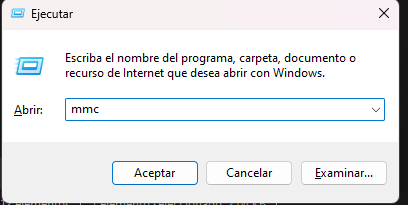 Ejecutar
Escriba el nombre del programa, carpeta, documento o
recurso de Internet que desea abrir con Windows.
Abrir: mmc
Aceptar Cancelar Examinar...